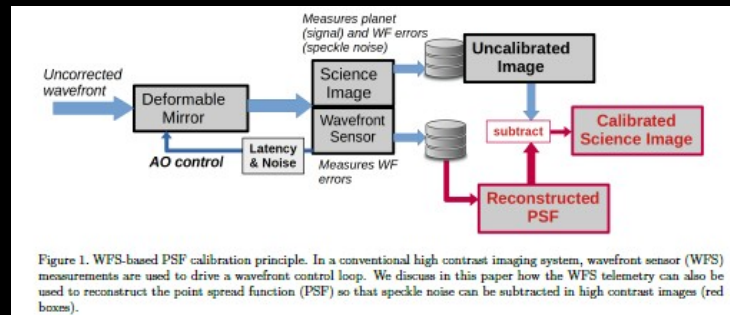 Measures planet
(signal) and WF errors
(speckle noise)
Uncorrected
wavefront
Deformable
Mirror
Science
Image
Wavefront
Sensor
Uncalibrated
Image
AO control
Latency
& Noise
Measures WF
errors
subtract
Calibrated
Science Image
Reconstructed
PSF
Figure 1. WFS-based PSF calibration principle. In a conventional high contrast imaging system, wavefront sensor (WFS)
measurements are used to drive a wavefront control loop. We discuss in this paper how the WFS telemetry can also be
used to reconstruct the point spread function (PSF) so that speckle noise can be subtracted in high contrast images (red
boxes).